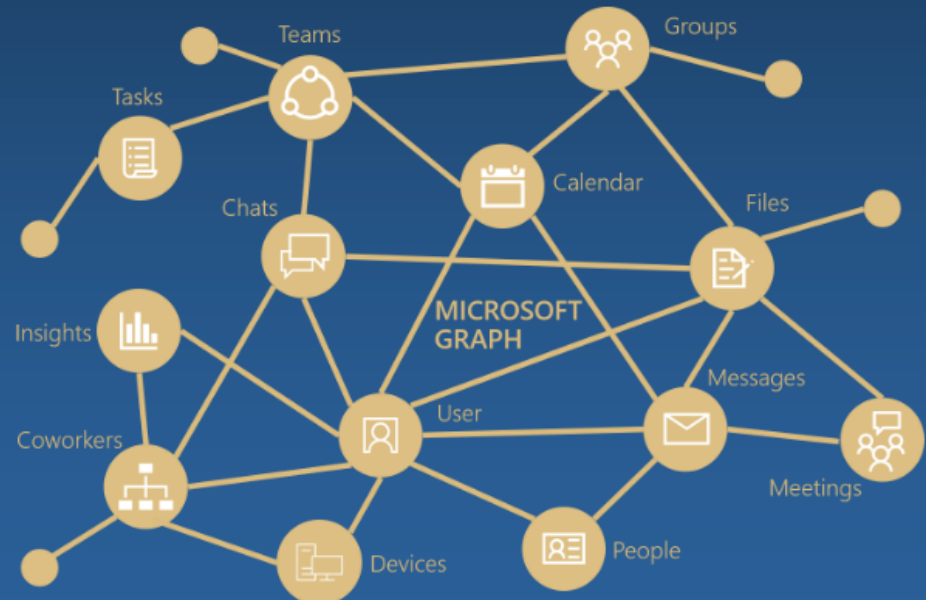 Teams
Groups
Tasks
Calendar
Chats
Files
MICROSOFT
GRAPH
Insights
Messages
User
Coworkers
Meetings
People
Devices